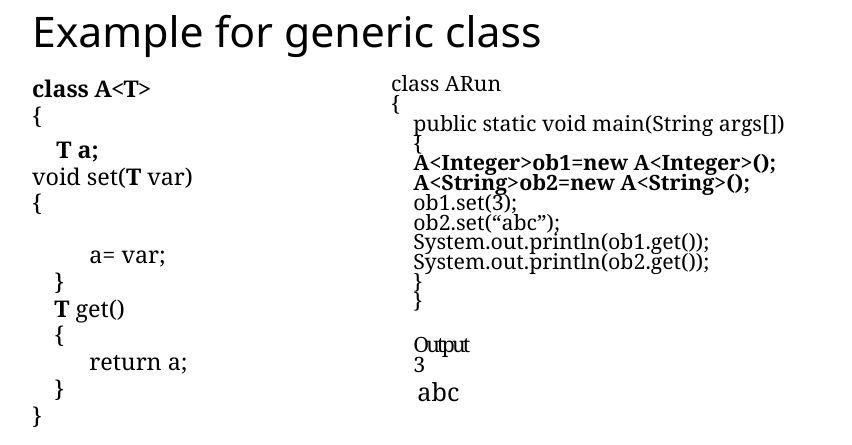 Example for generic class
class A<T>
{
T a;
void set(T var)
{
a= var;
}
T get()
{
return a;
}
}
class ARun
{
public static void main(String args[])
{
A<Integer>ob1=new A<Integer>();
A<String>ob2=new A<String>();
ob1.set(3);
ob2.set(“abc”);
System.out.println(ob1.get());
System.out.println(ob2.get());
}
}
Output
3
abc